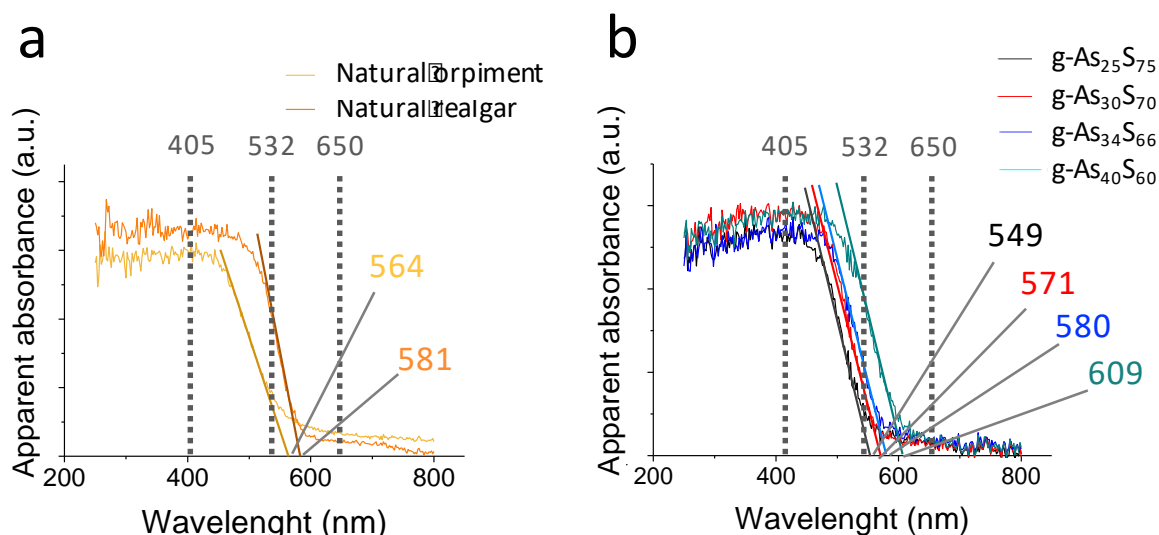 a
Natural orpiment
Natural realgar
405 532 650
564
581
Apparent absorbance (a.u.)
200 400 600 800
Wavelenght (nm)
b
g-As₂₅S₇₅
g-As₃₀S₇₀
g-As₃₄S₆₆
g-As₄₀S₆₀
405 532 650
549
571
580
609
Apparent absorbance (a.u.)
200 400 600 800
Wavelenght (nm)